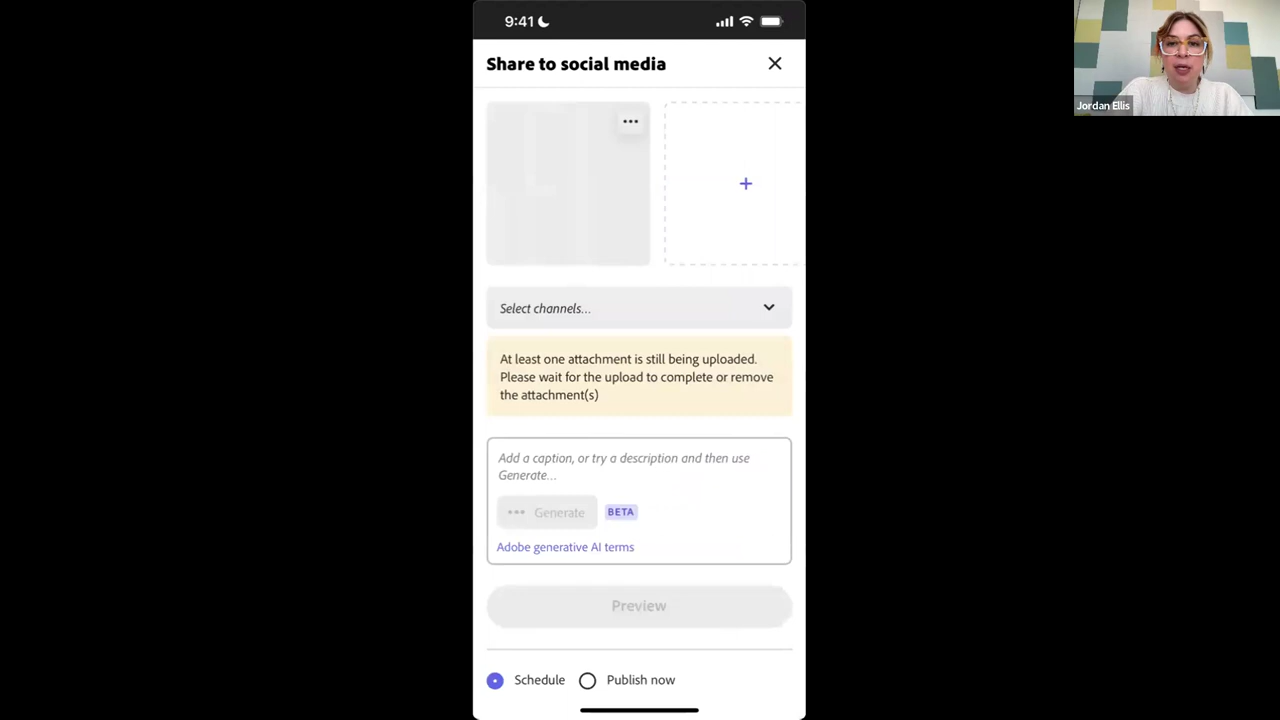 9:41
Share to social media
Jordan Ellis
Select channels...
At least one attachment is still being uploaded.
Please wait for the upload to complete or remove
the attachment(s)
Add a caption, or try a description and then use
Generate...
Generate BETA
Adobe generative AI terms
Preview
Schedule Publish now